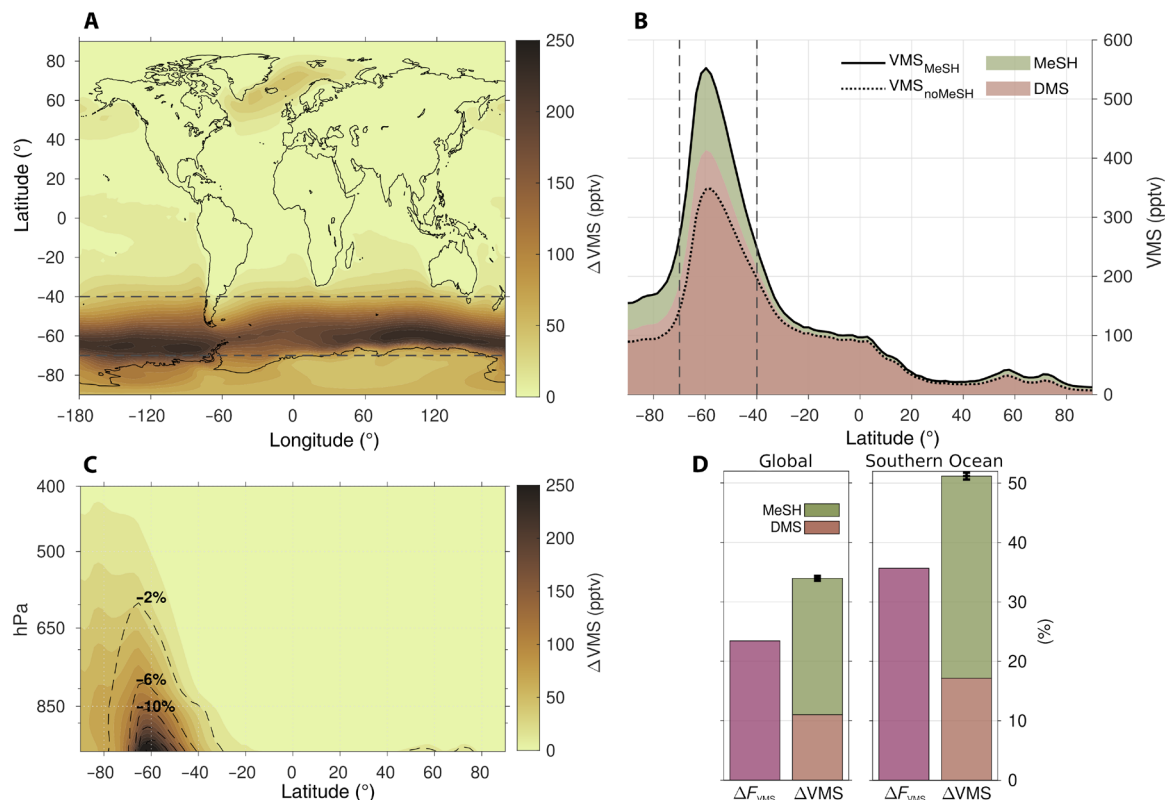 A
80
60
40
20
0
−20
−40
−60
−80
Latitude (°)
−180
−120
−60
0
60
120
Longitude (°)
250
200
150
100
50
0
ΔVMS (pptv)
B
VMS_MeSH
VMS_noMeSH
MeSH
DMS
600
500
400
300
200
100
0
VMS (pptv)
−80
−60
−40
−20
0
20
40
60
80
Latitude (°)
C
400
500
650
850
hPa
−2%
−6%
−10%
−80
−60
−40
−20
0
20
40
60
80
Latitude (°)
250
200
150
100
50
0
ΔVMS (pptv)
D
Global
Southern Ocean
MeSH
DMS
50
40
30
20
10
0
(%)
ΔF_VMS
ΔVMS
ΔF_VMS
ΔVMS